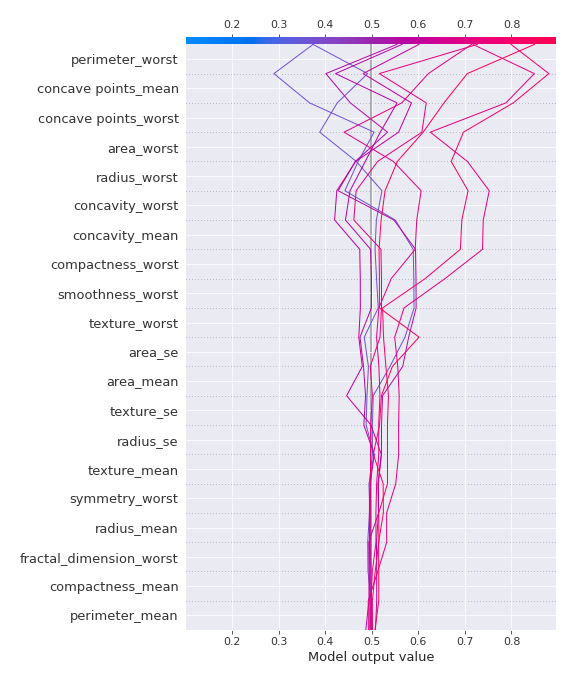 0.2 0.3 0.4 0.5 0.6 0.7 0.8
perimeter_worst
concave points_mean
concave points_worst
area_worst
radius_worst
concavity_worst
concavity_mean
compactness_worst
smoothness_worst
texture_worst
area_se
area_mean
texture_se
radius_se
texture_mean
symmetry_worst
radius_mean
fractal_dimension_worst
compactness_mean
perimeter_mean
0.2 0.3 0.4 0.5 0.6 0.7 0.8
Model output value